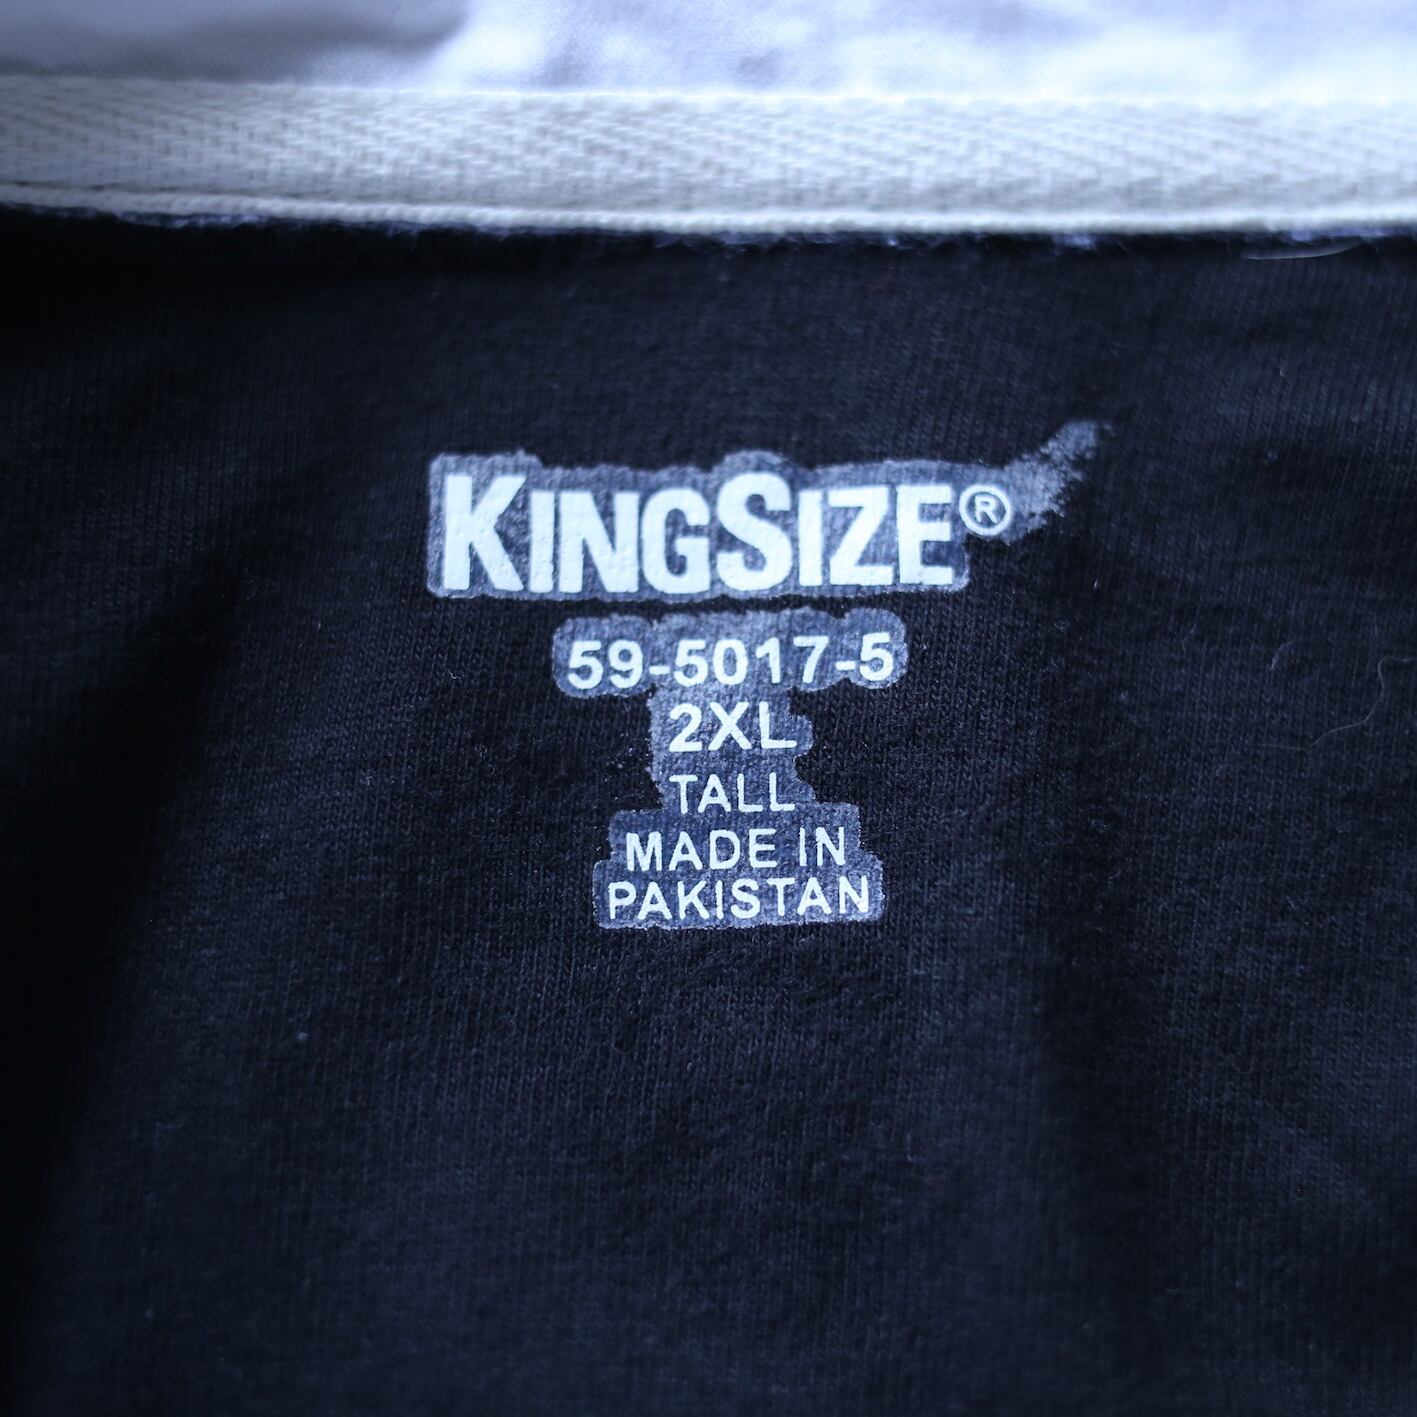 KINGSIZE®
59-5017-5
2XL
TALL
MADE IN
PAKISTAN